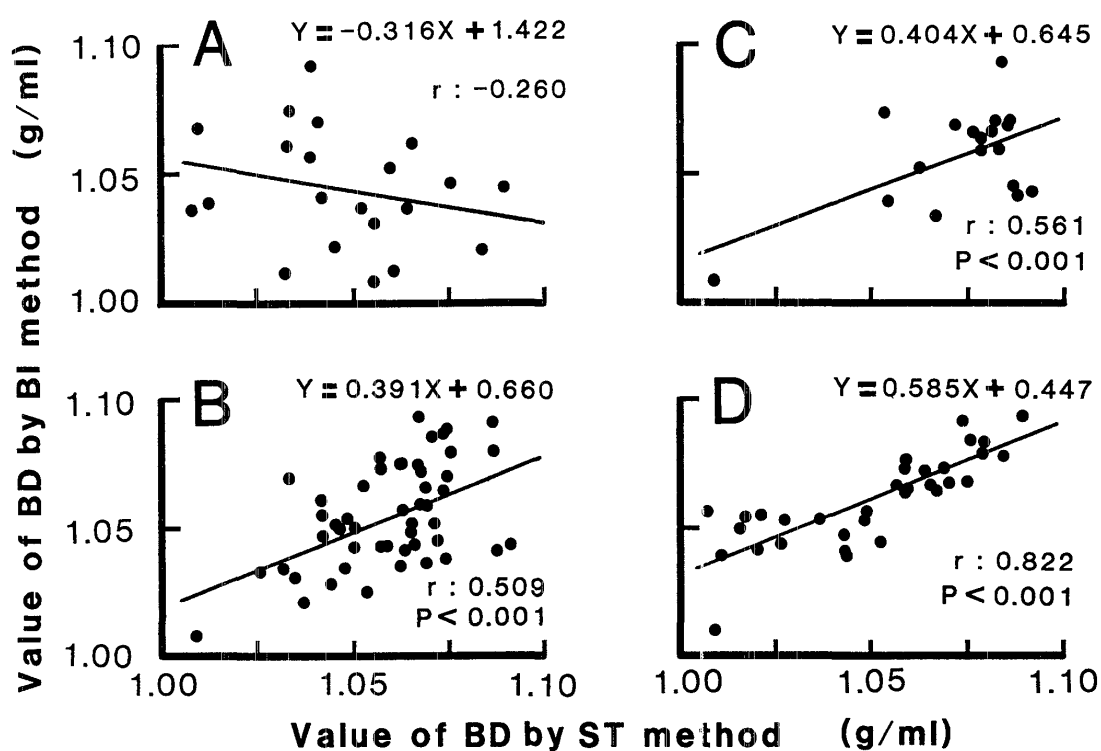 Value of BD by BI method (g/ml)
A
Y = -0.316X + 1.422
r : -0.260
1.10
1.05
1.00
C
Y = 0.404X + 0.645
r : 0.561
P < 0.001
B
Y = 0.391X + 0.660
r : 0.509
P < 0.001
1.10
1.05
1.00
1.00 1.05 1.10
D
Y = 0.585X + 0.447
r : 0.822
P < 0.001
1.00 1.05 1.10
Value of BD by ST method (g/ml)